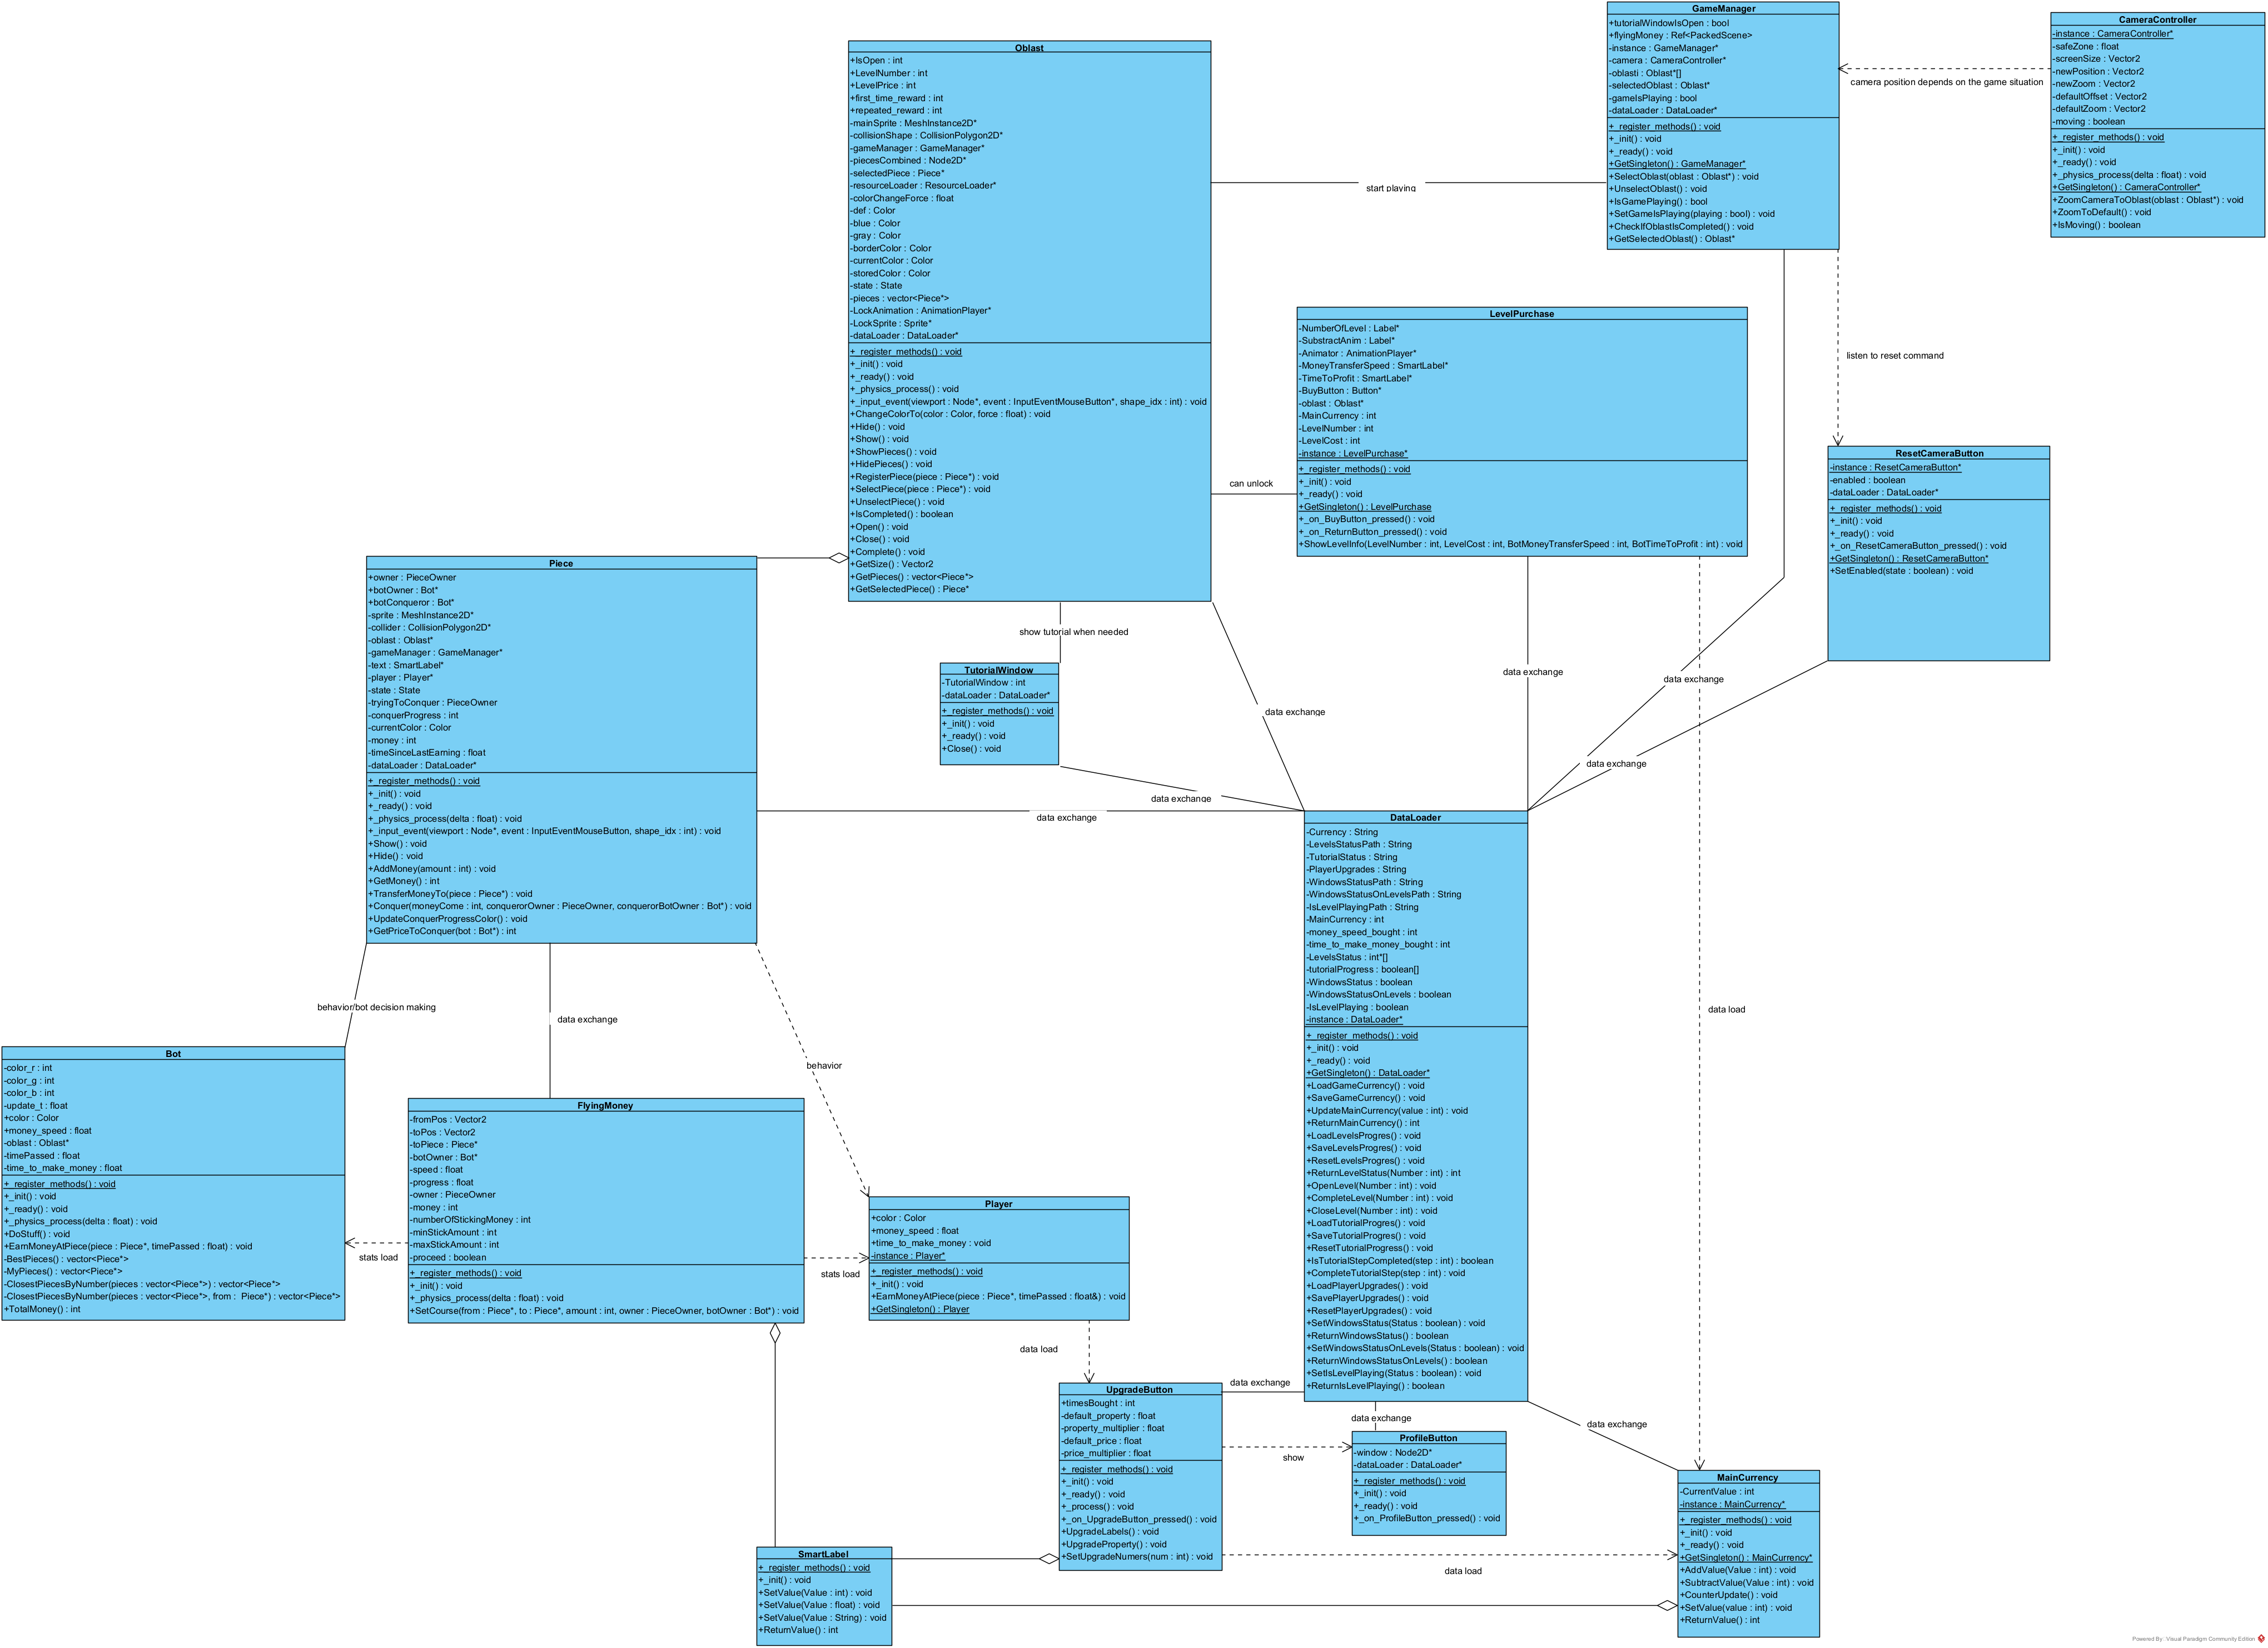 GameManager
+tutorialWindowIsOpen : bool
+flyingMoney : Ref<PackedScene>
-instance : GameManager*
-camera : CameraController*
-oblasti : Oblast*[]
-selectedOblast : Oblast*
-gameIsPlaying : bool
-dataLoader : DataLoader*
+_register_methods() : void
+_init() : void
+_ready() : void
+GetSingleton() : GameManager*
+SelectOblast(oblast : Oblast*) : void
+UnselectOblast() : void
+IsGamePlaying() : bool
+SetGameIsPlaying(playing : bool) : void
+CheckIfOblastIsCompleted() : void
+GetSelectedOblast() : Oblast*
CameraController
-instance : CameraController*
-safeZone : float
-screenSize : Vector2
-newPosition : Vector2
-newZoom : Vector2
-defaultOffset : Vector2
-defaultZoom : Vector2
-moving : boolean
+_register_methods() : void
+_init() : void
+_ready() : void
+_physics_process(delta : float) : void
+GetSingleton() : CameraController*
+ZoomCameraToOblast(oblast : Oblast*) : void
+ZoomToDefault() : void
+IsMoving() : boolean
camera position depends on the game situation
Oblast
+IsOpen : int
+LevelNumber : int
+LevelPrice : int
+first_time_reward : int
+repeated_reward : int
-mainSprite : MeshInstance2D*
-collisionShape : CollisionPolygon2D*
-gameManager : GameManager*
-piecesCombined : Node2D*
-selectedPiece : Piece*
-resourceLoader : ResourceLoader*
-colorChangeForce : float
-def : Color
-blue : Color
-gray : Color
-borderColor : Color
-currentColor : Color
-storedColor : Color
-state : State
-pieces : vector<Piece*>
-LockAnimation : AnimationPlayer*
-LockSprite : Sprite*
-dataLoader : DataLoader*
+_register_methods() : void
+_init() : void
+_ready() : void
+_physics_process() : void
+_input_event(viewport : Node*, event : InputEventMouseButton*, shape_idx : int) : void
+ChangeColorTo(color : Color, force : float) : void
+Hide() : void
+Show() : void
+ShowPieces() : void
+HidePieces() : void
+RegisterPiece(piece : Piece*) : void
+SelectPiece(piece : Piece*) : void
+UnselectPiece() : void
+IsCompleted() : boolean
+Open() : void
+Close() : void
+Complete() : void
+GetSize() : Vector2
+GetPieces() : vector<Piece*>
+GetSelectedPiece() : Piece*
start playing
LevelPurchase
-NumberOfLevel : Label*
-SubstractAnim : Label*
-Animator : AnimationPlayer*
-MoneyTransferSpeed : SmartLabel*
-TimeToProfit : SmartLabel*
-BuyButton : Button*
-oblast : Oblast*
-MainCurrency : int
-LevelNumber : int
-LevelCost : int
-instance : LevelPurchase*
+_register_methods() : void
+_init() : void
+_ready() : void
+GetSingleton() : LevelPurchase
+_on_BuyButton_pressed() : void
+_on_ReturnButton_pressed() : void
+ShowLevelInfo(LevelNumber : int, LevelCost : int, BotMoneyTransferSpeed : int, BotTimeToProfit : int) : void
can unlock
listen to reset command
ResetCameraButton
-instance : ResetCameraButton*
-enabled : boolean
-dataLoader : DataLoader*
+_register_methods() : void
+_init() : void
+_ready() : void
+_on_ResetCameraButton_pressed() : void
+GetSingleton() : ResetCameraButton*
+SetEnabled(state : boolean) : void
Piece
+owner : PieceOwner
+botOwner : Bot*
+botConqueror : Bot*
-sprite : MeshInstance2D*
-collider : CollisionPolygon2D*
-oblast : Oblast*
-gameManager : GameManager*
-text : SmartLabel*
-player : Player*
-state : State
-tryingToConquer : PieceOwner
-conquerProgress : int
-currentColor : Color
-money : int
-timeSinceLastEarning : float
-dataLoader : DataLoader*
+_register_methods() : void
+_init() : void
+_ready() : void
+_physics_process(delta : float) : void
+_input_event(viewport : Node*, event : InputEventMouseButton, shape_idx : int) : void
+Show() : void
+Hide() : void
+AddMoney(amount : int) : void
+GetMoney() : int
+TransferMoneyTo(piece : Piece*) : void
+Conquer(moneyCome : int, conquerorOwner : PieceOwner, conquerorBotOwner : Bot*) : void
+UpdateConquerProgressColor() : void
+GetPriceToConquer(bot : Bot*) : int
show tutorial when needed
TutorialWindow
-TutorialWindow : int
-dataLoader : DataLoader*
+_register_methods() : void
+_init() : void
+_ready() : void
+Close() : void
data exchange
data exchange
data exchange
data exchange
data exchange
data exchange
DataLoader
-Currency : String
-LevelsStatusPath : String
-TutorialStatus : String
-PlayerUpgrades : String
-WindowsStatusPath : String
-WindowsStatusOnLevelsPath : String
-IsLevelPlayingPath : String
-MainCurrency : int
-money_speed_bought : int
-time_to_make_money_bought : int
-LevelsStatus : int*[]
-tutorialProgress : boolean[]
-WindowsStatus : boolean
-WindowsStatusOnLevels : boolean
-IsLevelPlaying : boolean
-instance : DataLoader*
+_register_methods() : void
+_init() : void
+_ready() : void
+GetSingleton() : DataLoader*
+LoadGameCurrency() : void
+SaveGameCurrency() : void
+UpdateMainCurrency(value : int) : void
+ReturnMainCurrency() : int
+LoadLevelsProgres() : void
+SaveLevelsProgres() : void
+ResetLevelsProgres() : void
+ReturnLevelStatus(Number : int) : int
+OpenLevel(Number : int) : void
+CompleteLevel(Number : int) : void
+CloseLevel(Number : int) : void
+LoadTutorialProgres() : void
+SaveTutorialProgres() : void
+ResetTutorialProgress() : void
+IsTutorialStepCompleted(step : int) : boolean
+CompleteTutorialStep(step : int) : void
+LoadPlayerUpgrades() : void
+SavePlayerUpgrades() : void
+ResetPlayerUpgrades() : void
+SetWindowsStatus(Status : boolean) : void
+ReturnWindowsStatus() : boolean
+SetWindowsStatusOnLevels(Status : boolean) : void
+ReturnWindowsStatusOnLevels() : boolean
+SetIsLevelPlaying(Status : boolean) : void
+ReturnIsLevelPlaying() : boolean
data load
behavior/bot decision making
data exchange
behavior
Bot
-color_r : int
-color_g : int
-color_b : int
-update_t : float
+color : Color
+money_speed : float
-oblast : Oblast*
-timePassed : float
-time_to_make_money : float
+_register_methods() : void
+_init() : void
+_ready() : void
+_physics_process(delta : float) : void
+DoStuff() : void
+EarnMoneyAtPiece(piece : Piece*, timePassed : float) : void
-BestPieces() : vector<Piece*>
-MyPieces() : vector<Piece*>
-ClosestPiecesByNumber(pieces : vector<Piece*>) : vector<Piece*>
-ClosestPiecesByNumber(pieces : vector<Piece*>, from :  Piece*) : vector<Piece*>
+TotalMoney() : int
stats load
FlyingMoney
-fromPos : Vector2
-toPos : Vector2
-toPiece : Piece*
-botOwner : Bot*
-speed : float
-progress : float
-owner : PieceOwner
-money : int
-numberOfStickingMoney : int
-minStickAmount : int
-maxStickAmount : int
-proceed : boolean
+_register_methods() : void
+_init() : void
+_physics_process(delta : float) : void
+SetCourse(from : Piece*, to : Piece*, amount : int, owner : PieceOwner, botOwner : Bot*) : void
stats load
Player
+color : Color
+money_speed : float
+time_to_make_money : void
-instance : Player*
+_register_methods() : void
+_init() : void
+EarnMoneyAtPiece(piece : Piece*, timePassed : float&) : void
+GetSingleton() : Player
data load
UpgradeButton
+timesBought : int
-default_property : float
-property_multiplier : float
-default_price : float
-price_multiplier : float
+_register_methods() : void
+_init() : void
+_ready() : void
+_process() : void
+_on_UpgradeButton_pressed() : void
+UpgradeLabels() : void
+UpgradeProperty() : void
+SetUpgradeNumers(num : int) : void
data exchange
data exchange
show
ProfileButton
-window : Node2D*
-dataLoader : DataLoader*
+_register_methods() : void
+_init() : void
+_ready() : void
+_on_ProfileButton_pressed() : void
data exchange
MainCurrency
-CurrentValue : int
-instance : MainCurrency*
+_register_methods() : void
+_init() : void
+_ready() : void
+GetSingleton() : MainCurrency*
+AddValue(Value : int) : void
+SubtractValue(Value : int) : void
+CounterUpdate() : void
+SetValue(value : int) : void
+ReturnValue() : int
data load
SmartLabel
+_register_methods() : void
+_init() : void
+SetValue(Value : int) : void
+SetValue(Value : float) : void
+SetValue(Value : String) : void
+ReturnValue() : int
Powered By: Visual Paradigm Community Edition